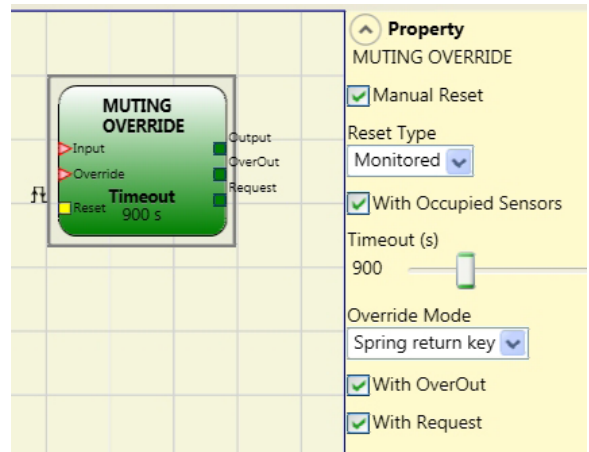 MUTING
OVERRIDE
Input
Override
Reset
Timeout
900 s
Output
OverOut
Request
Property
MUTING OVERRIDE
Manual Reset
Reset Type
Monitored
With Occupied Sensors
Timeout (s)
900
Override Mode
Spring return key
With OverOut
With Request